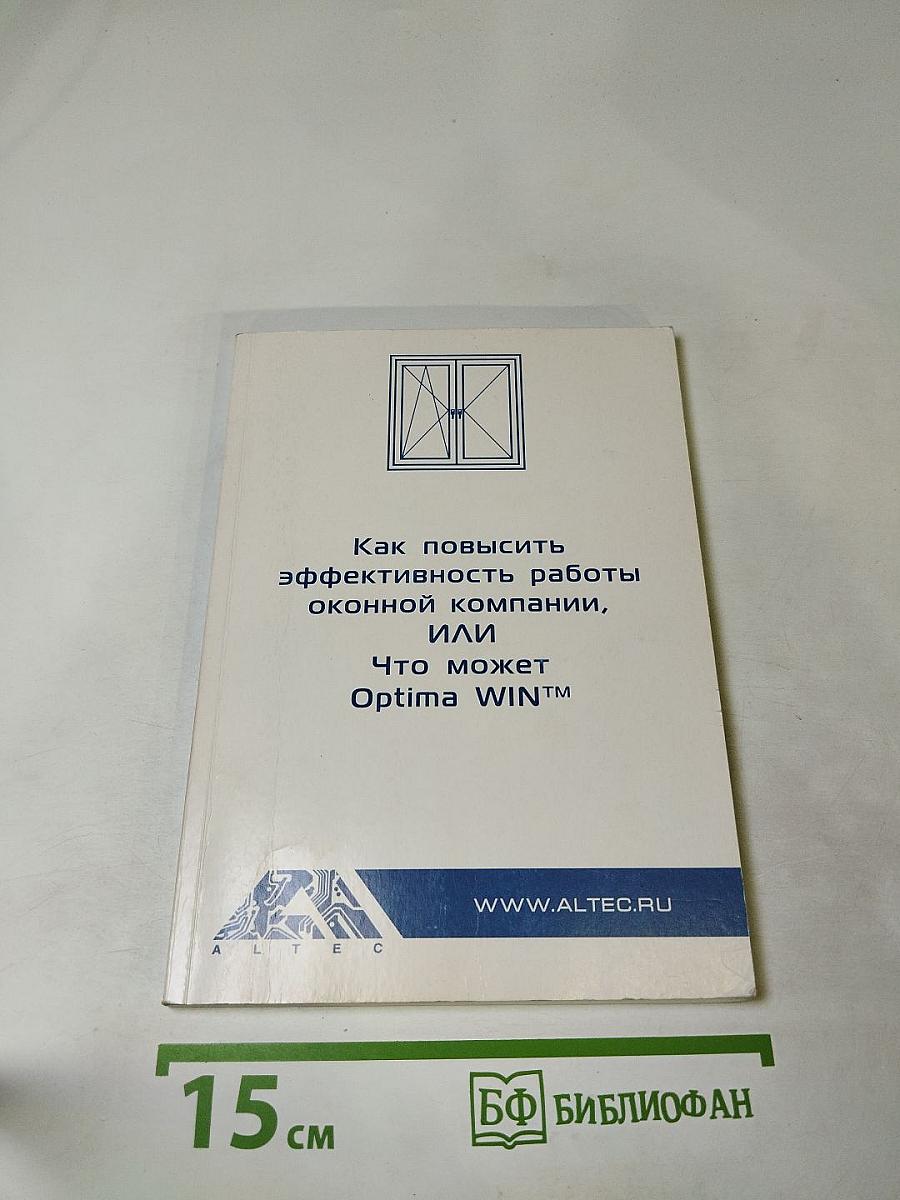 Как повысить
эффективность работы
оконной компании,
ИЛИ
Что может
Optima WIN™
WWW.ALTEC.RU
ALTEC
15 см
БФ БИБЛИОФАН